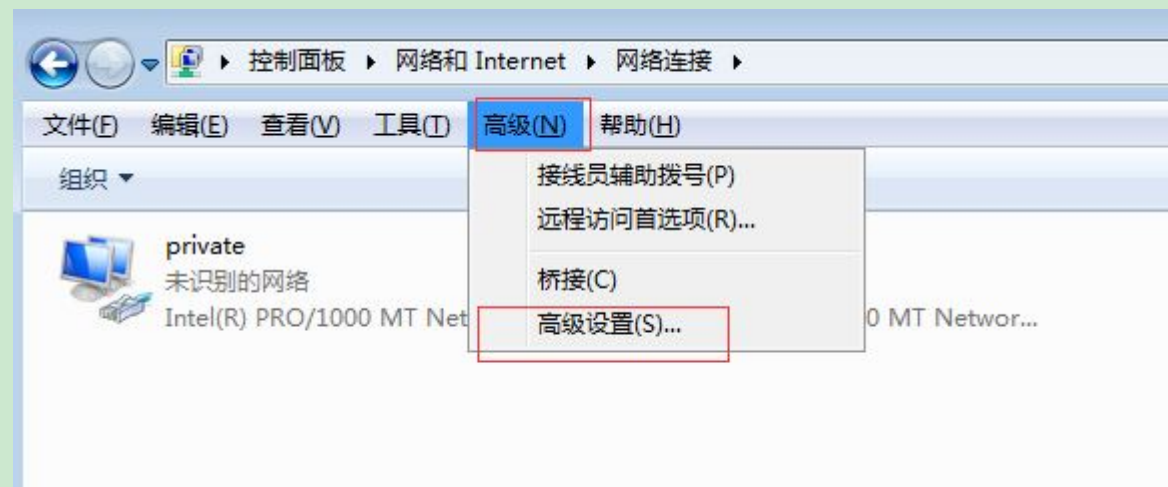 控制面板 ▸ 网络和 Internet ▸ 网络连接 ▸
文件(F) 编辑(E) 查看(V) 工具(T) 高级(N) 帮助(H)
组织
接线员辅助拨号(P)
远程访问首选项(R)...
桥接(C)
高级设置(S)...
private
未识别的网络
Intel(R) PRO/1000 MT Net
0 MT Networ...